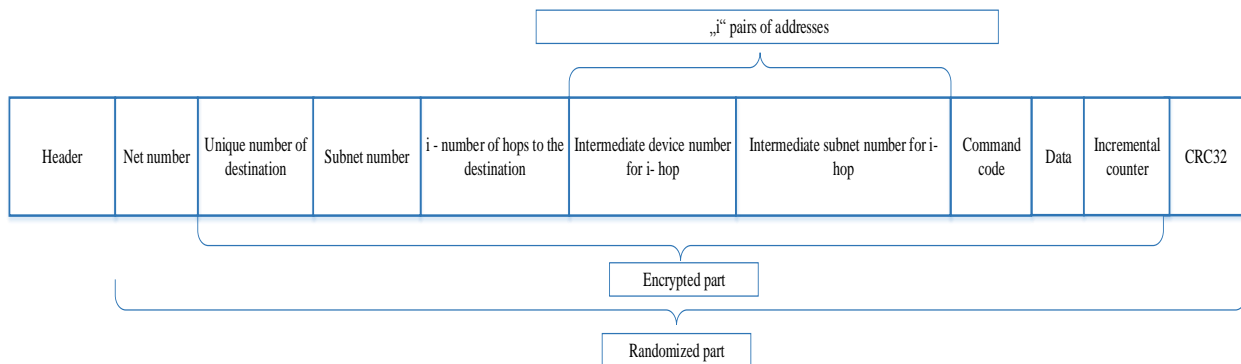 „i“ pairs of addresses
Header
Net number
Unique number of
destination
Subnet number
i - number of hops to the
destination
Intermediate device number
for i- hop
Intermediate subnet number for i-
hop
Command
code
Data
Incremental
counter
CRC32
Encrypted part
Randomized part